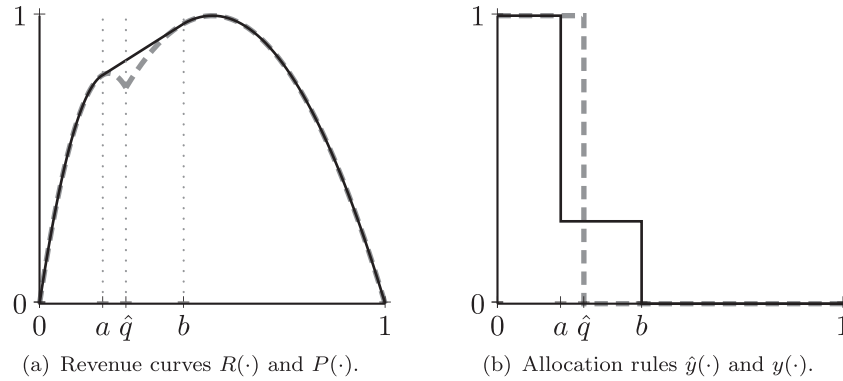 1
0
0 a q̂ b 1
(a) Revenue curves R(·) and P(·).
1
0
0 a q̂ b 1
(b) Allocation rules ŷ(·) and y(·).